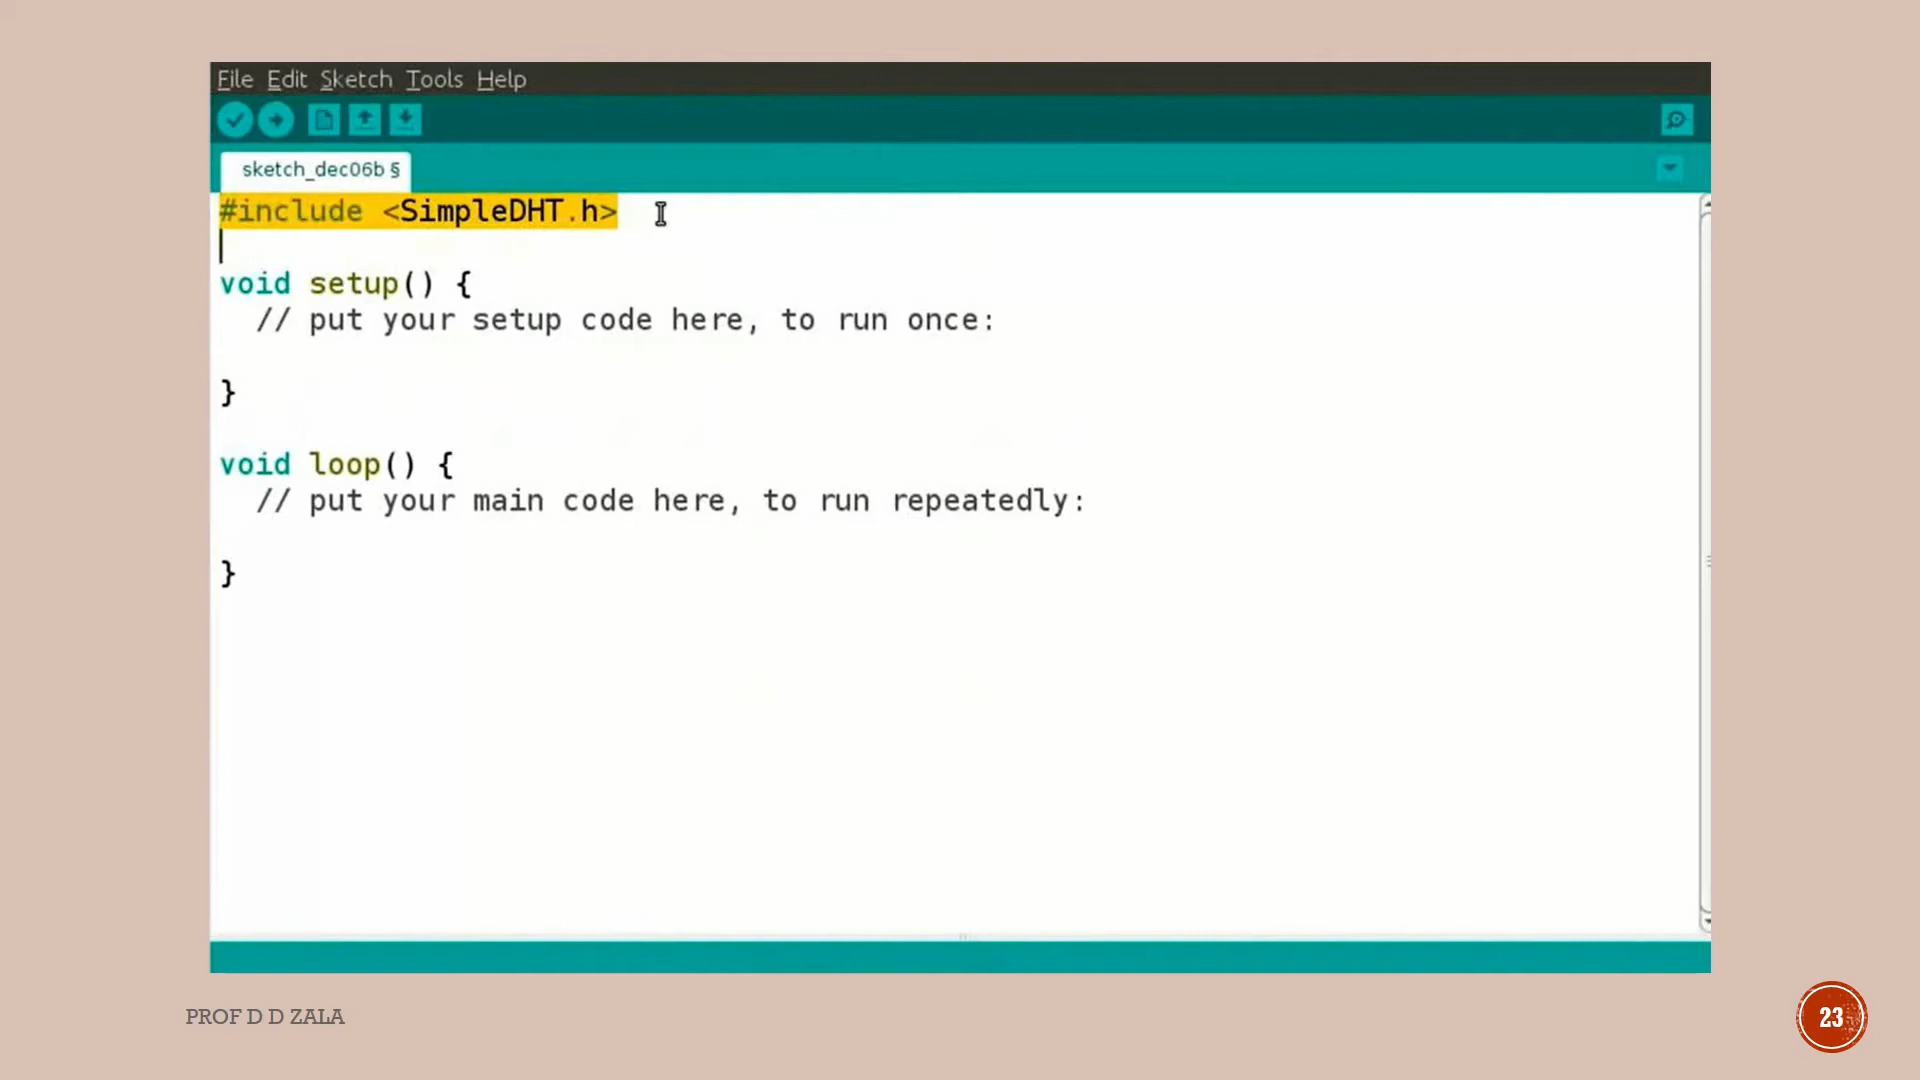 File Edit Sketch Tools Help
sketch_dec06b §
#include <SimpleDHT.h>
void setup() {
  // put your setup code here, to run once:
}
void loop() {
  // put your main code here, to run repeatedly:
}
PROF D D ZALA
23